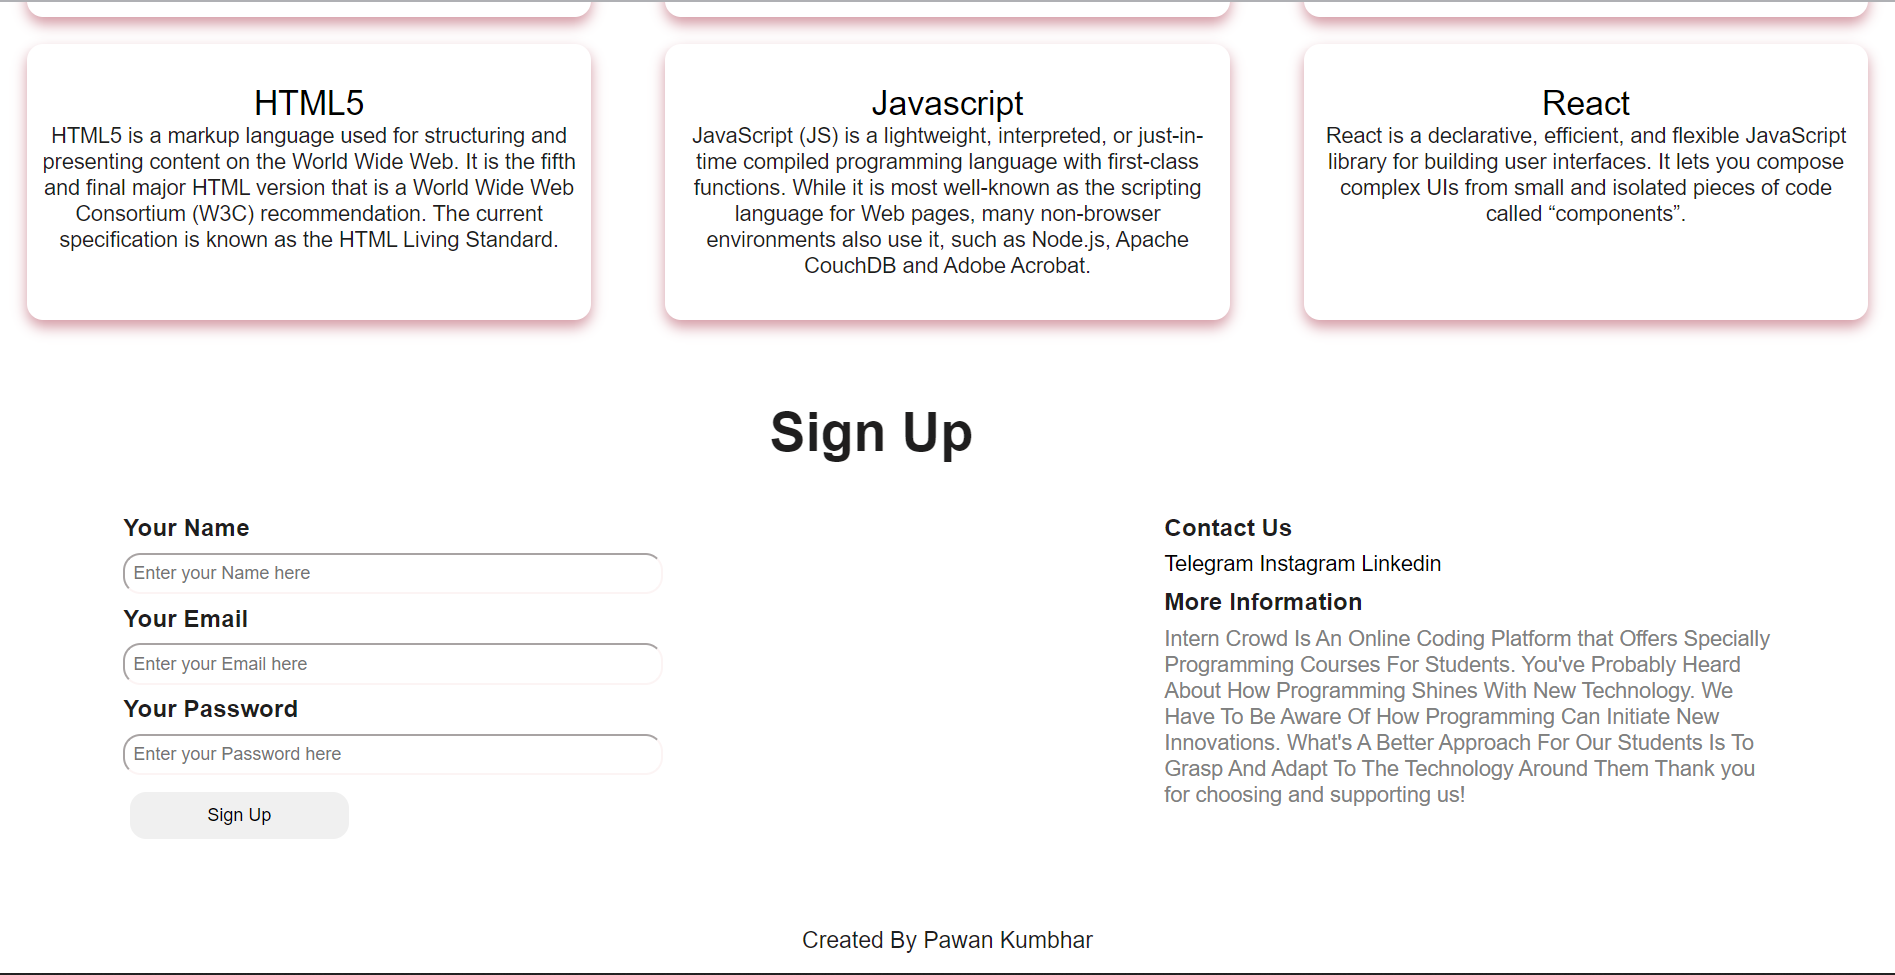 HTML5
HTML5 is a markup language used for structuring and
presenting content on the World Wide Web. It is the fifth
and final major HTML version that is a World Wide Web
Consortium (W3C) recommendation. The current
specification is known as the HTML Living Standard.
Javascript
JavaScript (JS) is a lightweight, interpreted, or just-in-
time compiled programming language with first-class
functions. While it is most well-known as the scripting
language for Web pages, many non-browser
environments also use it, such as Node.js, Apache
CouchDB and Adobe Acrobat.
React
React is a declarative, efficient, and flexible JavaScript
library for building user interfaces. It lets you compose
complex UIs from small and isolated pieces of code
called “components”.
Sign Up
Your Name
Enter your Name here
Your Email
Enter your Email here
Your Password
Enter your Password here
Sign Up
Contact Us
Telegram Instagram Linkedin
More Information
Intern Crowd Is An Online Coding Platform that Offers Specially
Programming Courses For Students. You've Probably Heard
About How Programming Shines With New Technology. We
Have To Be Aware Of How Programming Can Initiate New
Innovations. What's A Better Approach For Our Students Is To
Grasp And Adapt To The Technology Around Them Thank you
for choosing and supporting us!
Created By Pawan Kumbhar